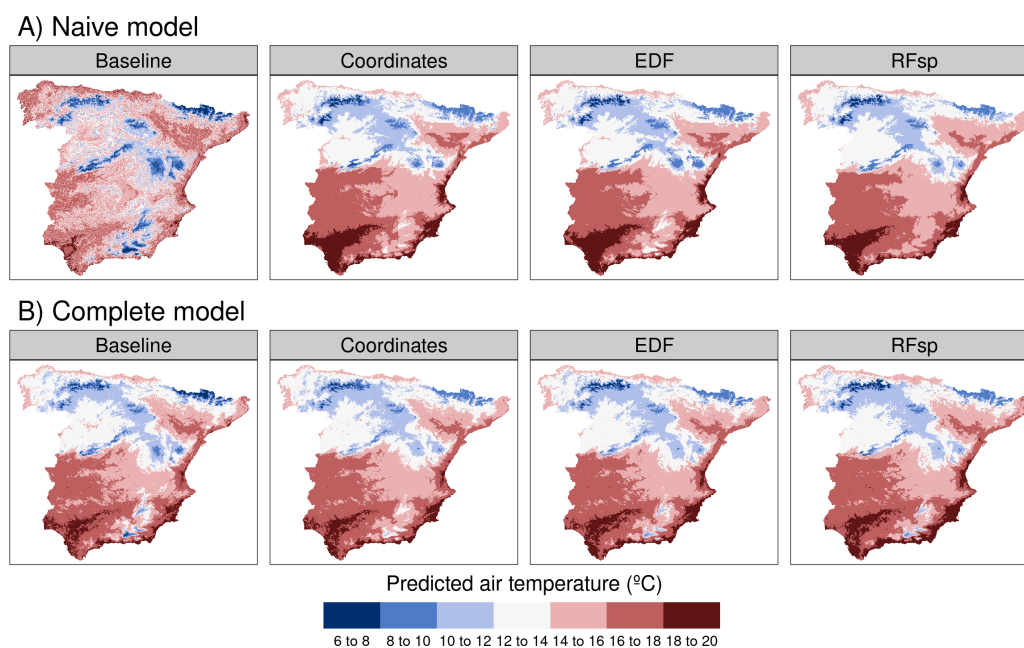 A) Naive model
Baseline Coordinates EDF RFsp
B) Complete model
Baseline Coordinates EDF RFsp
Predicted air temperature (ºC)
6 to 8 8 to 10 10 to 12 12 to 14 14 to 16 16 to 18 18 to 20